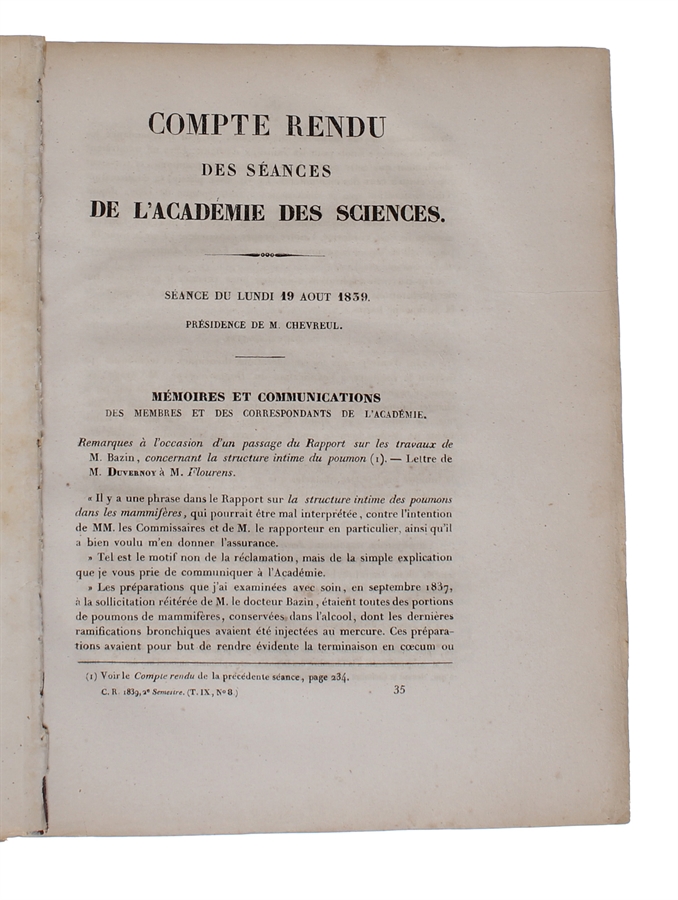 COMPTE RENDU
DES SÉANCES
DE L'ACADÉMIE DES SCIENCES.
SÉANCE DU LUNDI 19 AOUT 1839.
PRÉSIDENCE DE M. CHEVREUL.
MÉMOIRES ET COMMUNICATIONS
DES MEMBRES ET DES CORRESPONDANTS DE L'ACADÉMIE.
Remarques à l'occasion d'un passage du Rapport sur les travaux de
M. Bazin, concernant la structure intime du poumon (1). — Lettre de
M. Duvernoy à M. Flourens.
« Il y a une phrase dans le Rapport sur la structure intime des poumons
dans les mammifères, qui pourrait être mal interprétée, contre l'intention
de MM. les Commissaires et de M. le rapporteur en particulier, ainsi qu'il
a bien voulu m'en donner l'assurance.
» Tel est le motif non de la réclamation, mais de la simple explication
que je vous prie de communiquer à l'Académie.
» Les préparations que j'ai examinées avec soin, en septembre 1837,
à la sollicitation réitérée de M. le docteur Bazin, étaient toutes des portions
de poumons de mammifères, conservées dans l'alcool, dont les dernières
ramifications bronchiques avaient été injectées au mercure. Ces prépara-
tions avaient pour but de rendre évidente la terminaison en cœcum ou
(1) Voir le Compte rendu de la précédente séance, page 234.
C. R. 1839, 2e Semestre. (T. IX, No 8.)
35